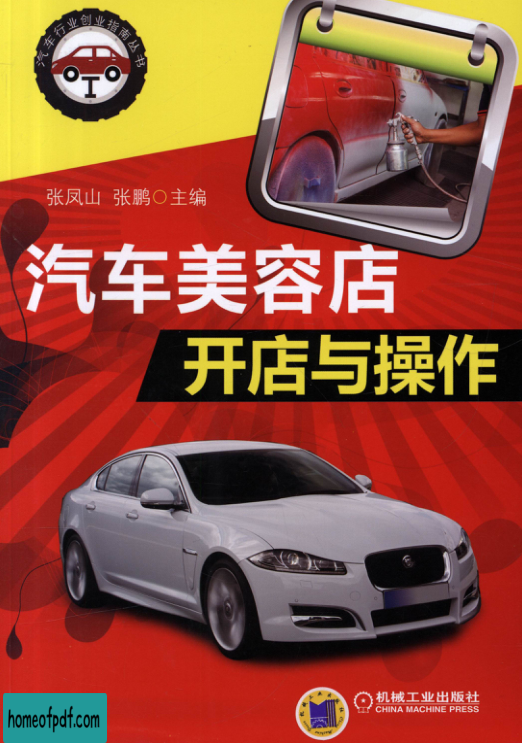 汽车行业创业指南丛书
张凤山 张鹏○主编
汽车美容店
开店与操作
机械工业出版社
CHINA MACHINE PRESS
homeofpdf.com